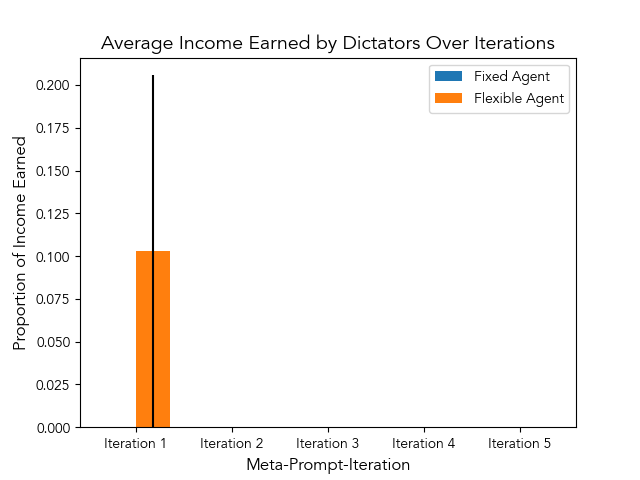 Average Income Earned by Dictators Over Iterations
Fixed Agent
Flexible Agent
Proportion of Income Earned
0.200
0.175
0.150
0.125
0.100
0.075
0.050
0.025
0.000
Iteration 1 Iteration 2 Iteration 3 Iteration 4 Iteration 5
Meta-Prompt-Iteration